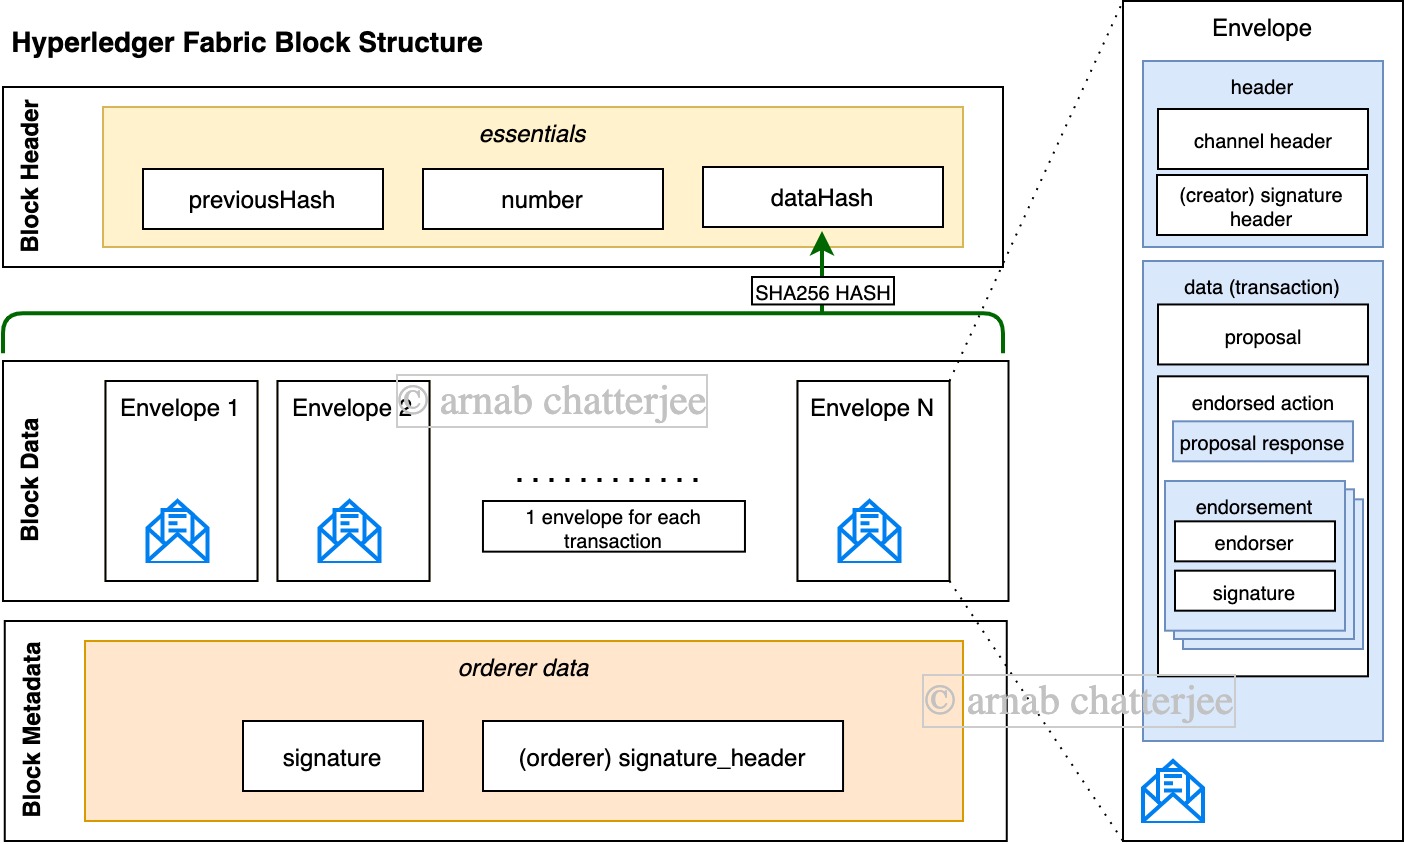 Hyperledger Fabric Block Structure
Block Header
essentials
previousHash
number
dataHash
SHA256 HASH
Block Data
Envelope 1
Envelope 2
© arnab chatterjee
. . . . . . . . . . . .
1 envelope for each
transaction
Envelope N
Block Metadata
orderer data
signature
(orderer) signature_header
Envelope
header
channel header
(creator) signature
header
data (transaction)
proposal
endorsed action
proposal response
endorsement
endorser
signature
© arnab chatterjee